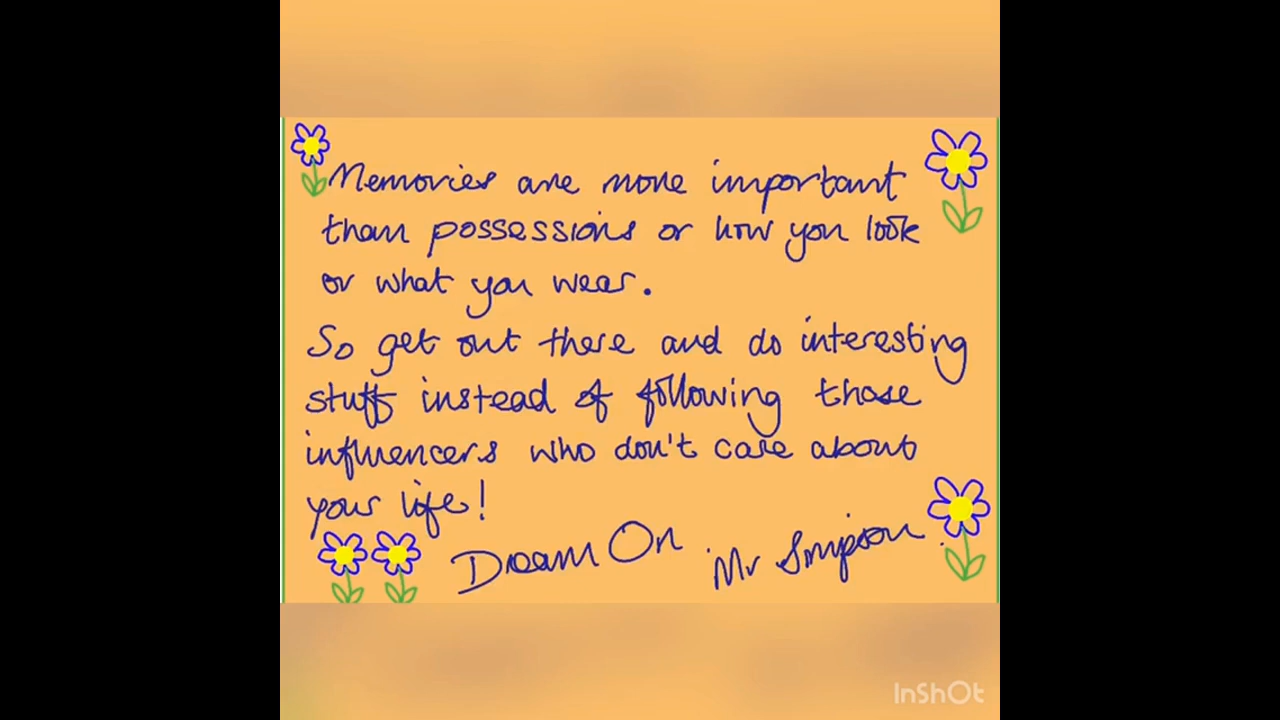 Memories are more important
than possessions or how you look
or what you wear.
So get out there and do interesting
stuff instead of following those
influencers who don't care about
your life!
Dream On Mr Simpson.
InShOt